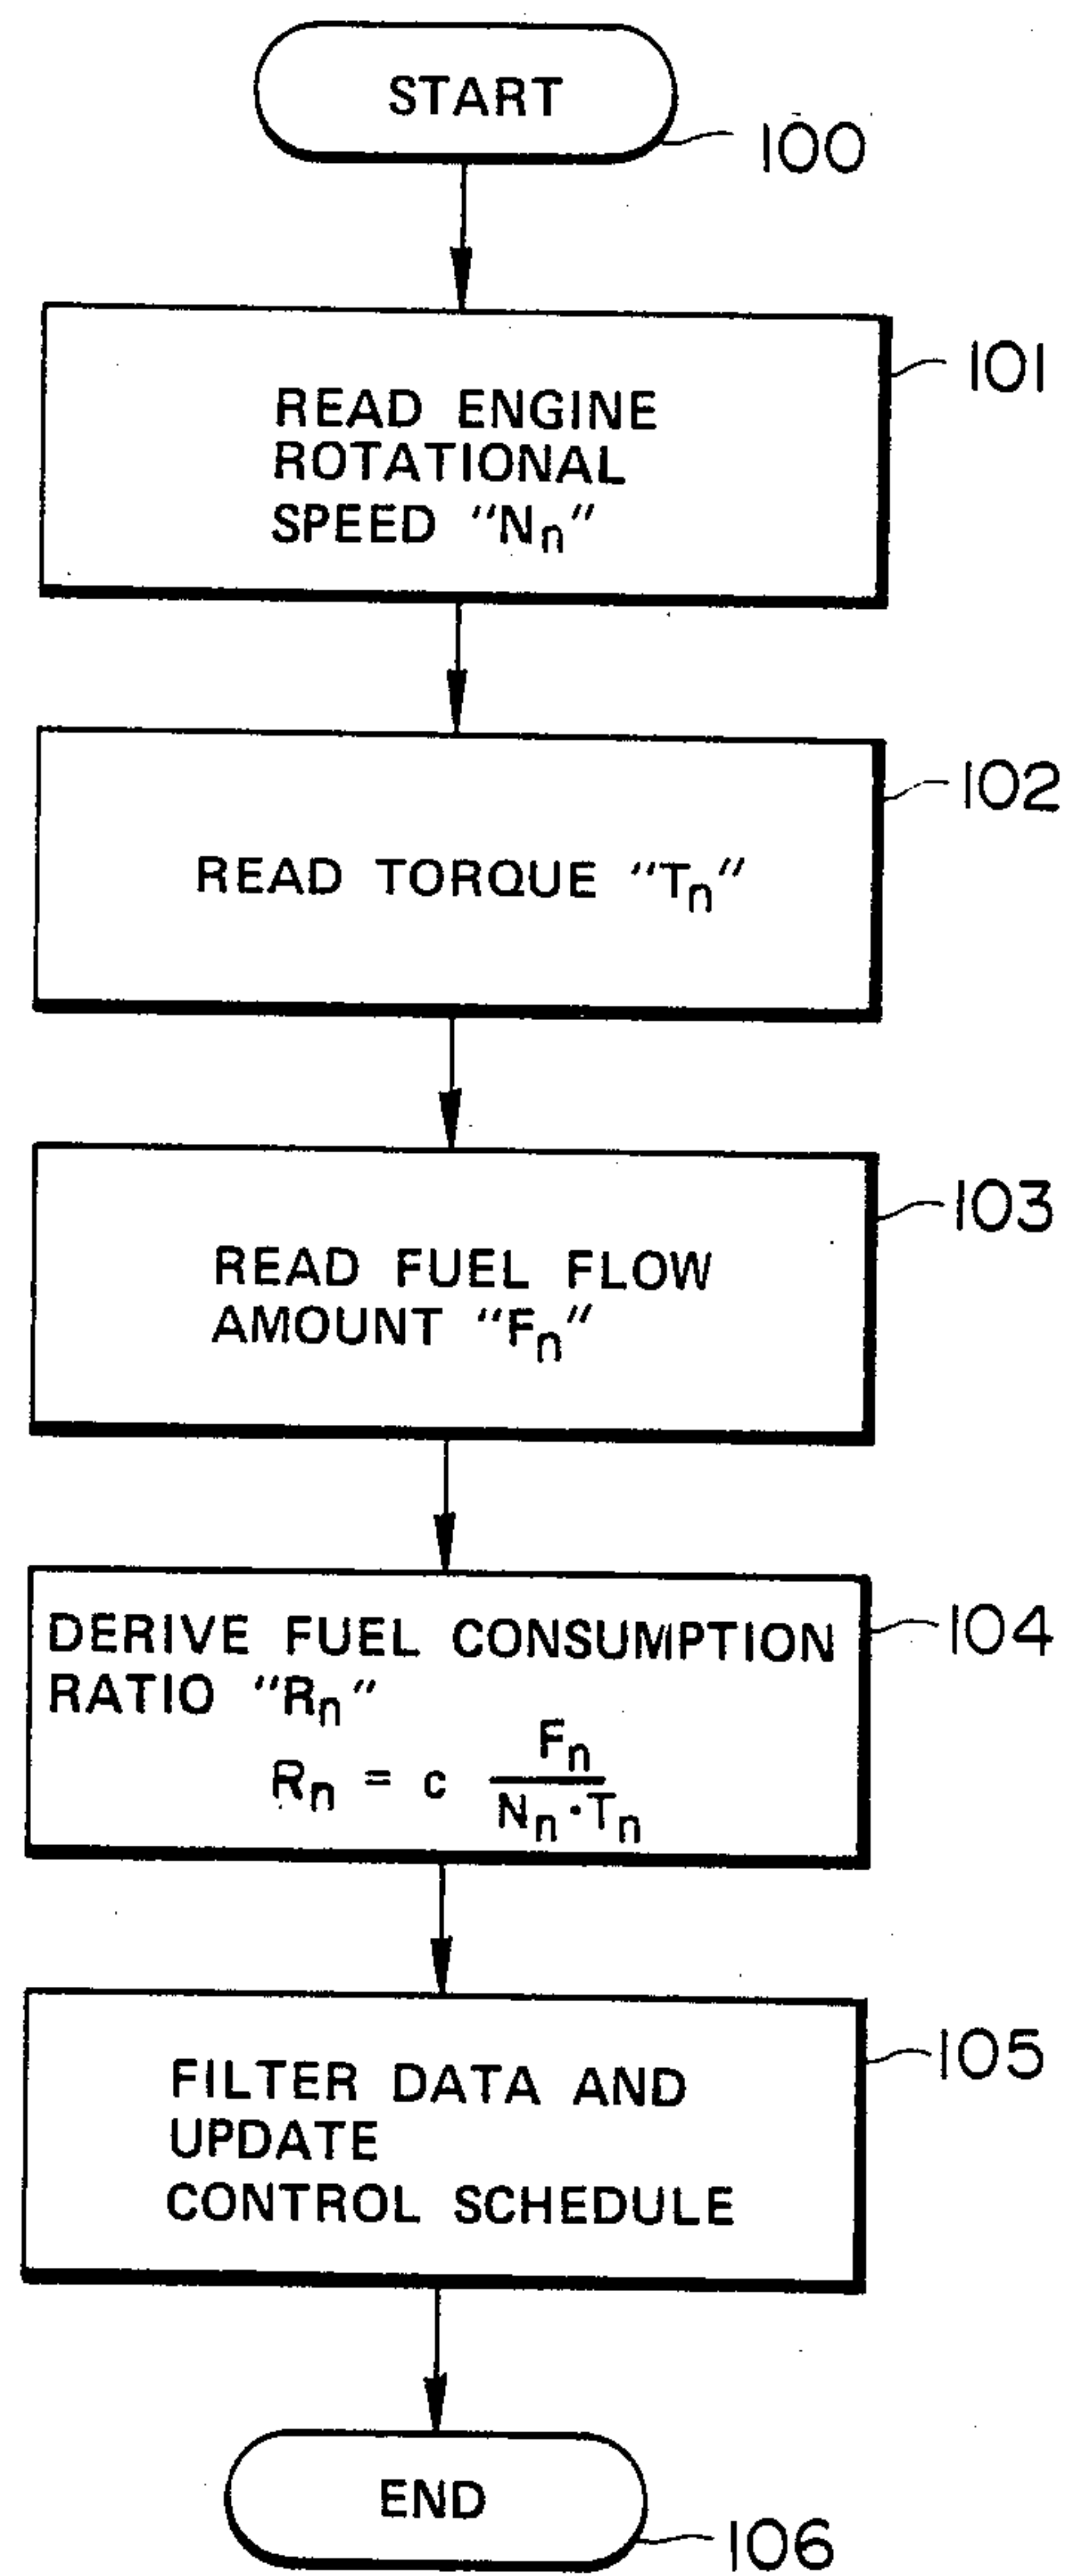 START
100
READ ENGINE
ROTATIONAL
SPEED "Nn"
101
READ TORQUE "Tn"
102
READ FUEL FLOW
AMOUNT "Fn"
103
DERIVE FUEL CONSUMPTION
RATIO "Rn"
Rn = c Fn
Nn·Tn
104
FILTER DATA AND
UPDATE
CONTROL SCHEDULE
105
END
106